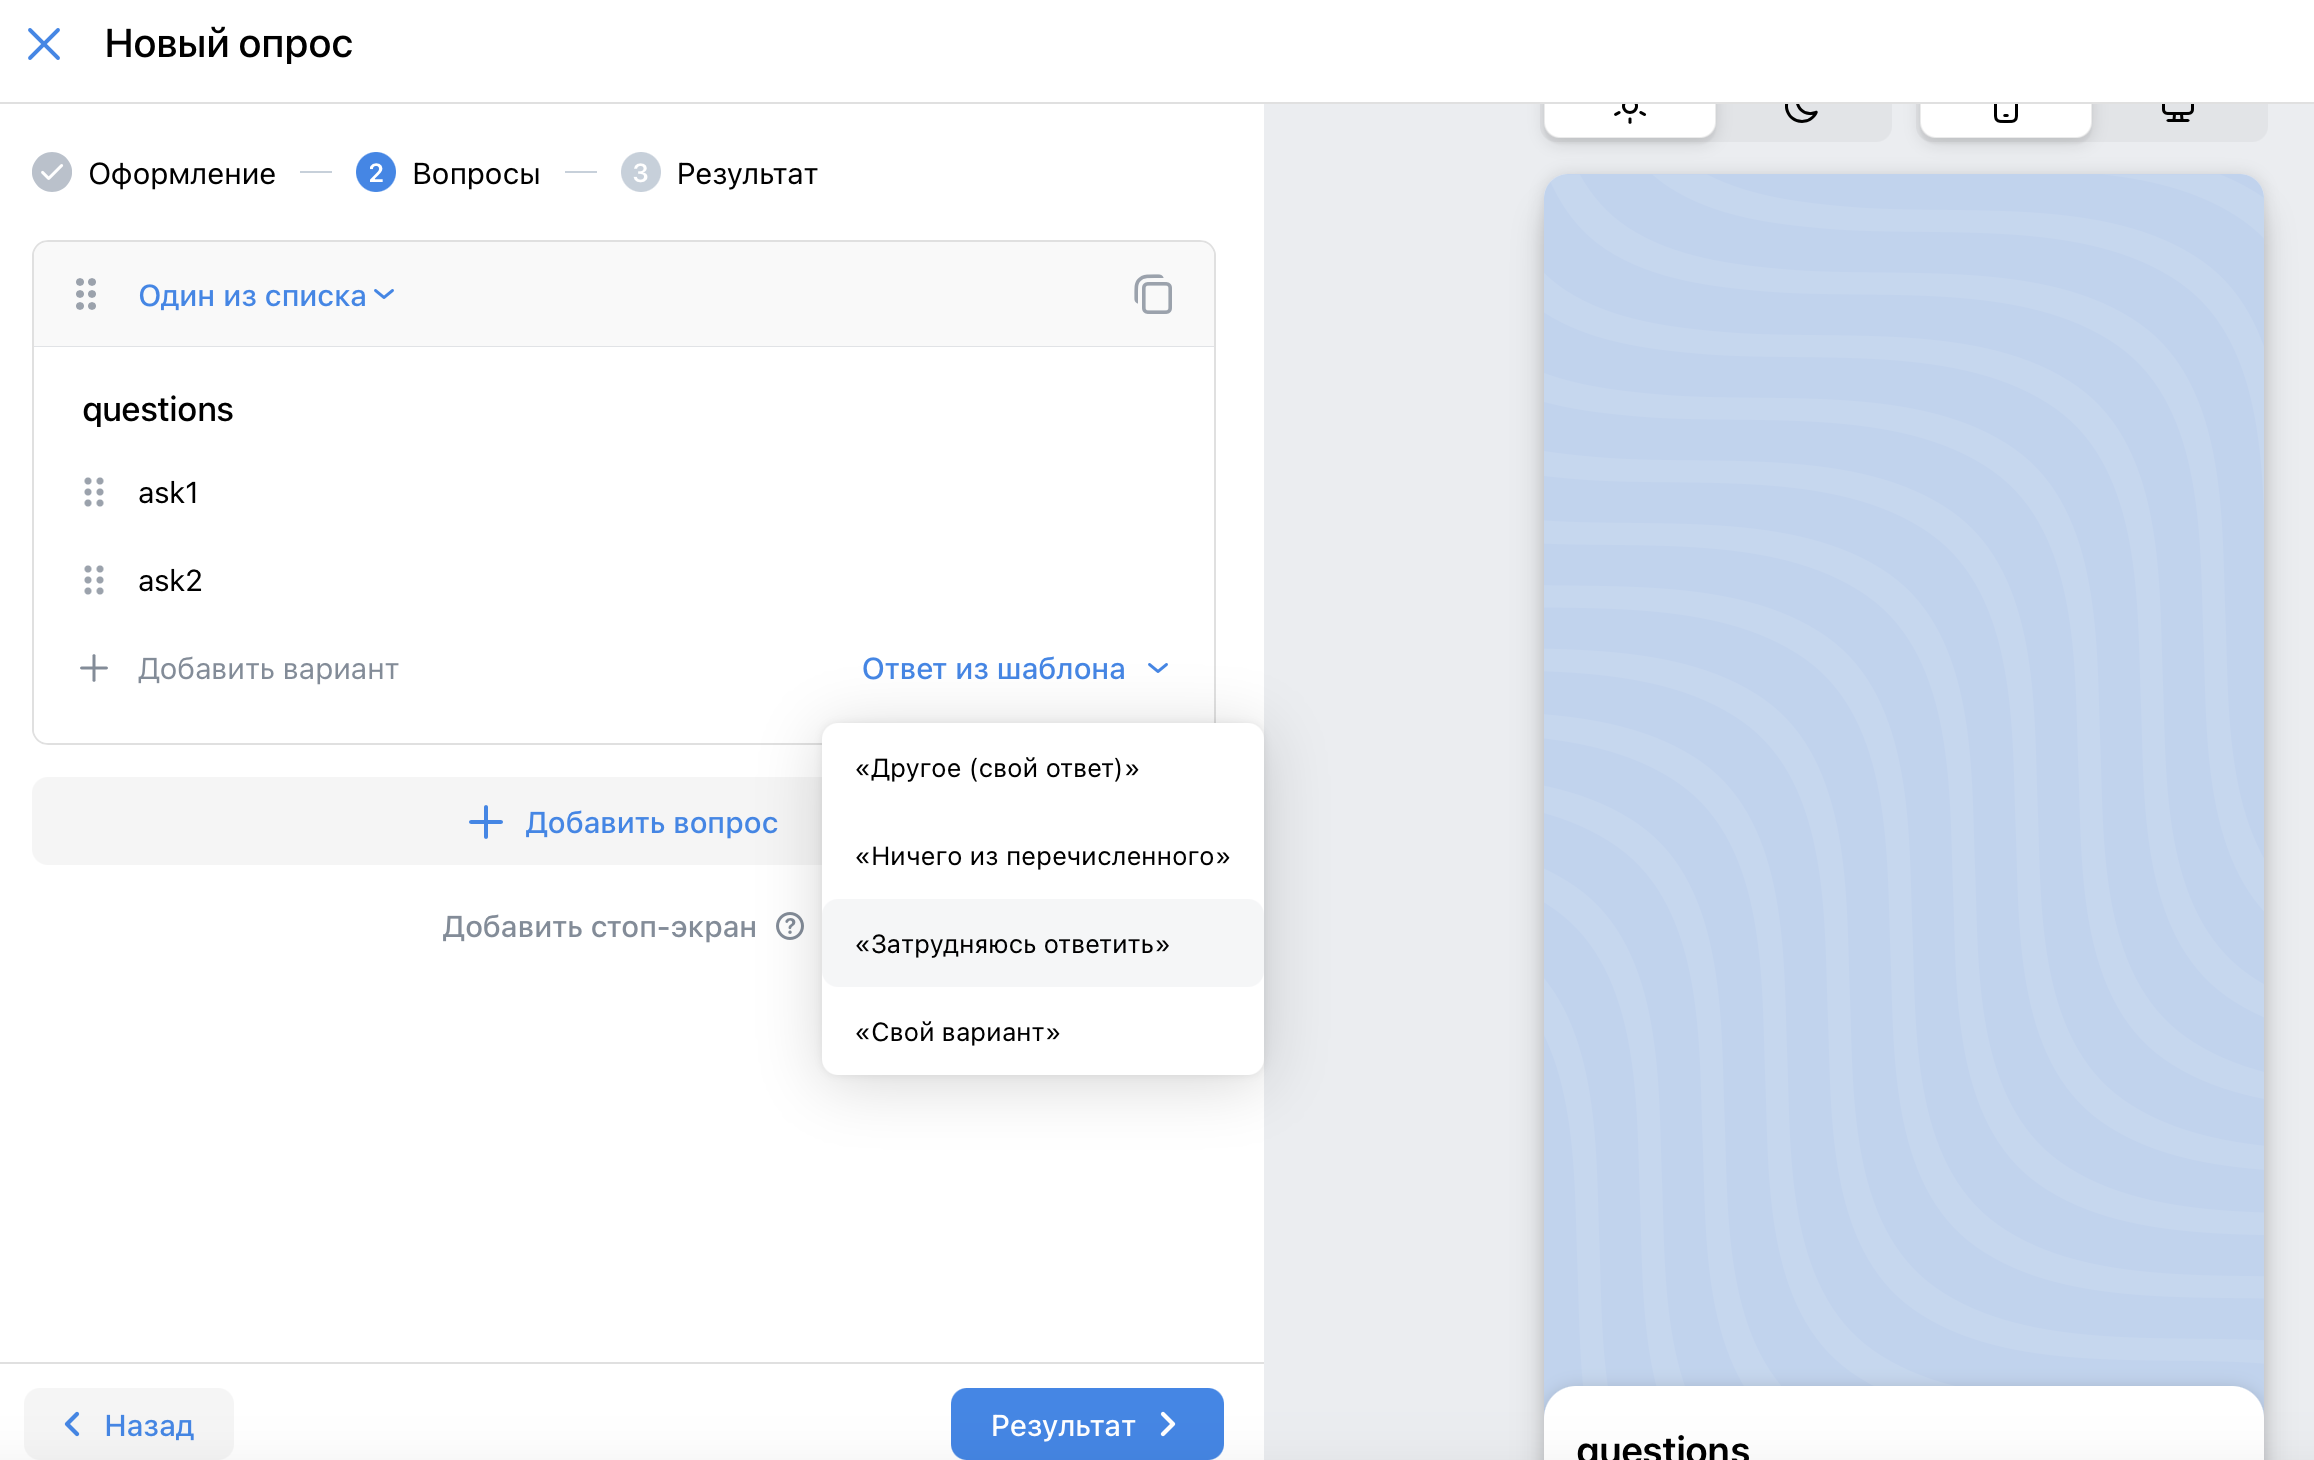 Новый опрос
Оформление
2 Вопросы
3 Результат
Один из списка
questions
ask1
ask2
Добавить вариант
Ответ из шаблона
«Другое (свой ответ)»
«Ничего из перечисленного»
«Затрудняюсь ответить»
«Свой вариант»
Добавить вопрос
Добавить стоп-экран ?
Назад
Результат
questions